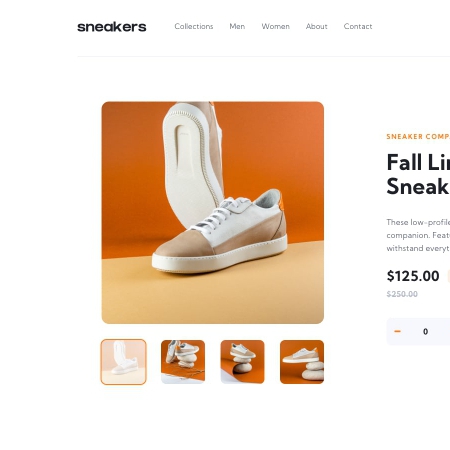 sneakers
Collections Men Women About Contact
SNEAKER COMP
Fall Li
Sneak
These low-profile
companion. Feat
withstand everyt
$125.00
$250.00
0